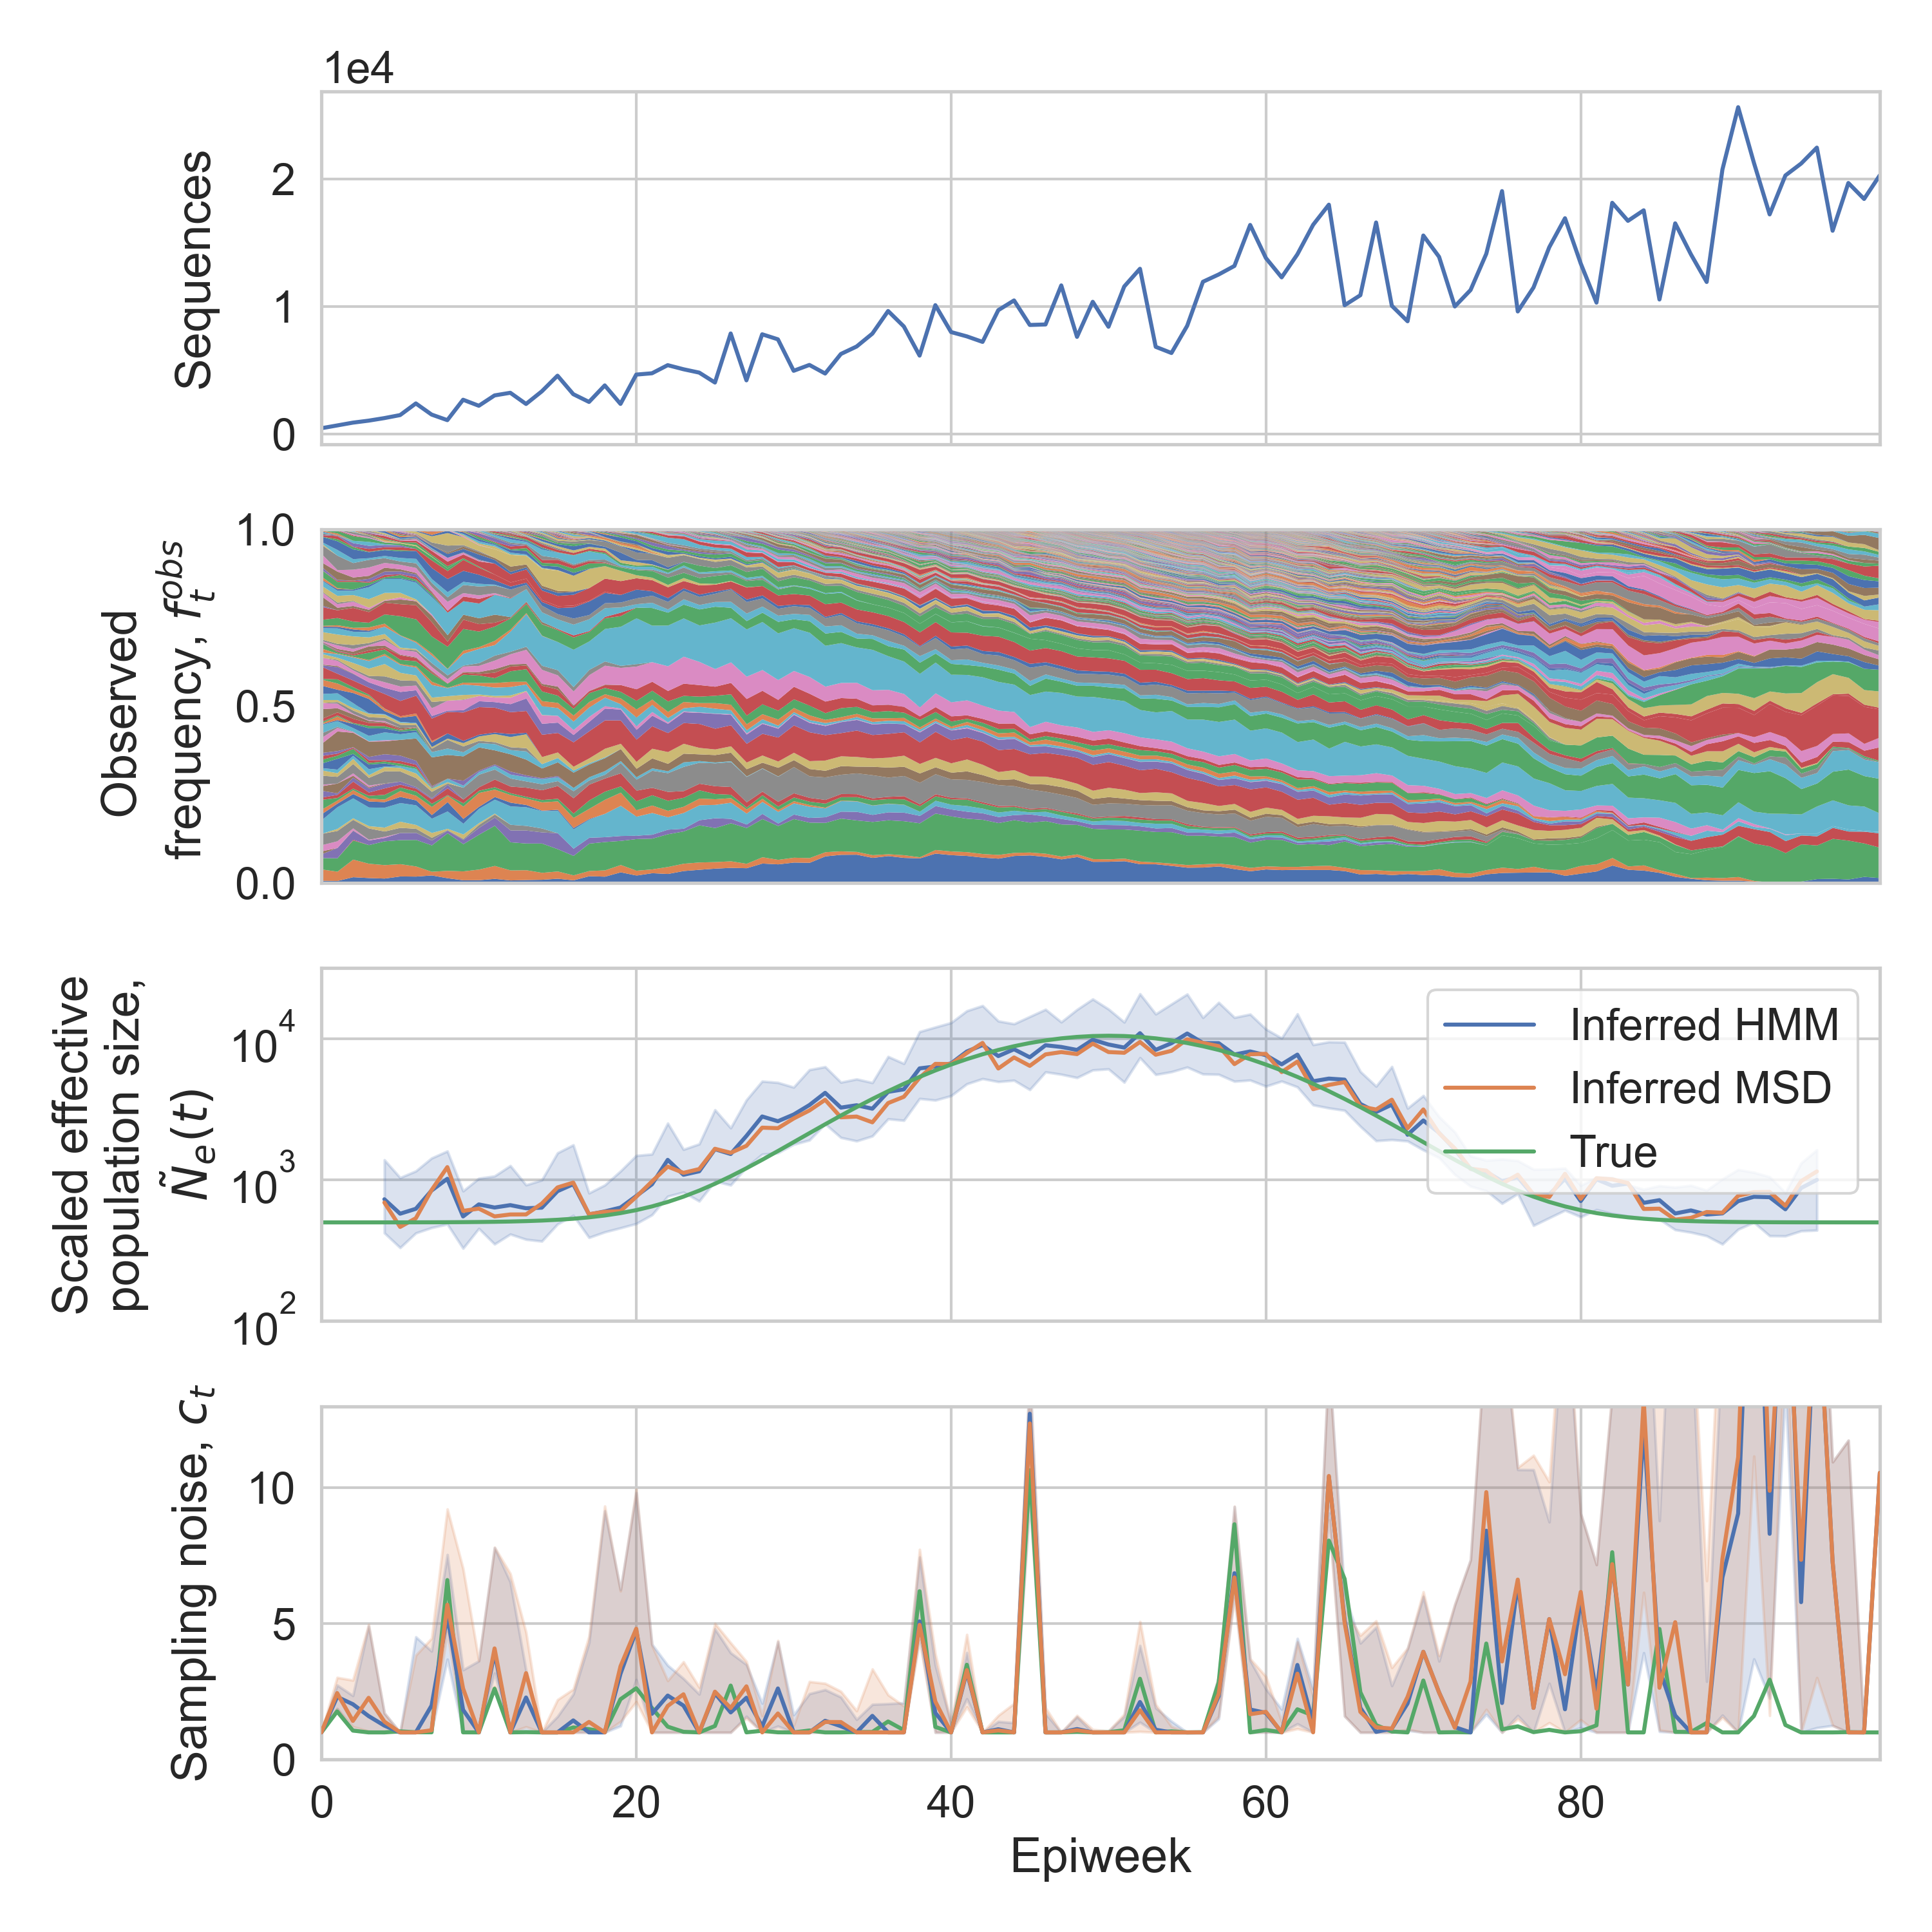 1e4
2
1
0
Sequences
1.0
0.5
0.0
Observed
frequency, f_t^{obs}
10^4
10^3
10^2
Scaled effective
population size,
Ñ_e(t)
Inferred HMM
Inferred MSD
True
10
5
0
Sampling noise, c_t
0 20 40 60 80
Epiweek